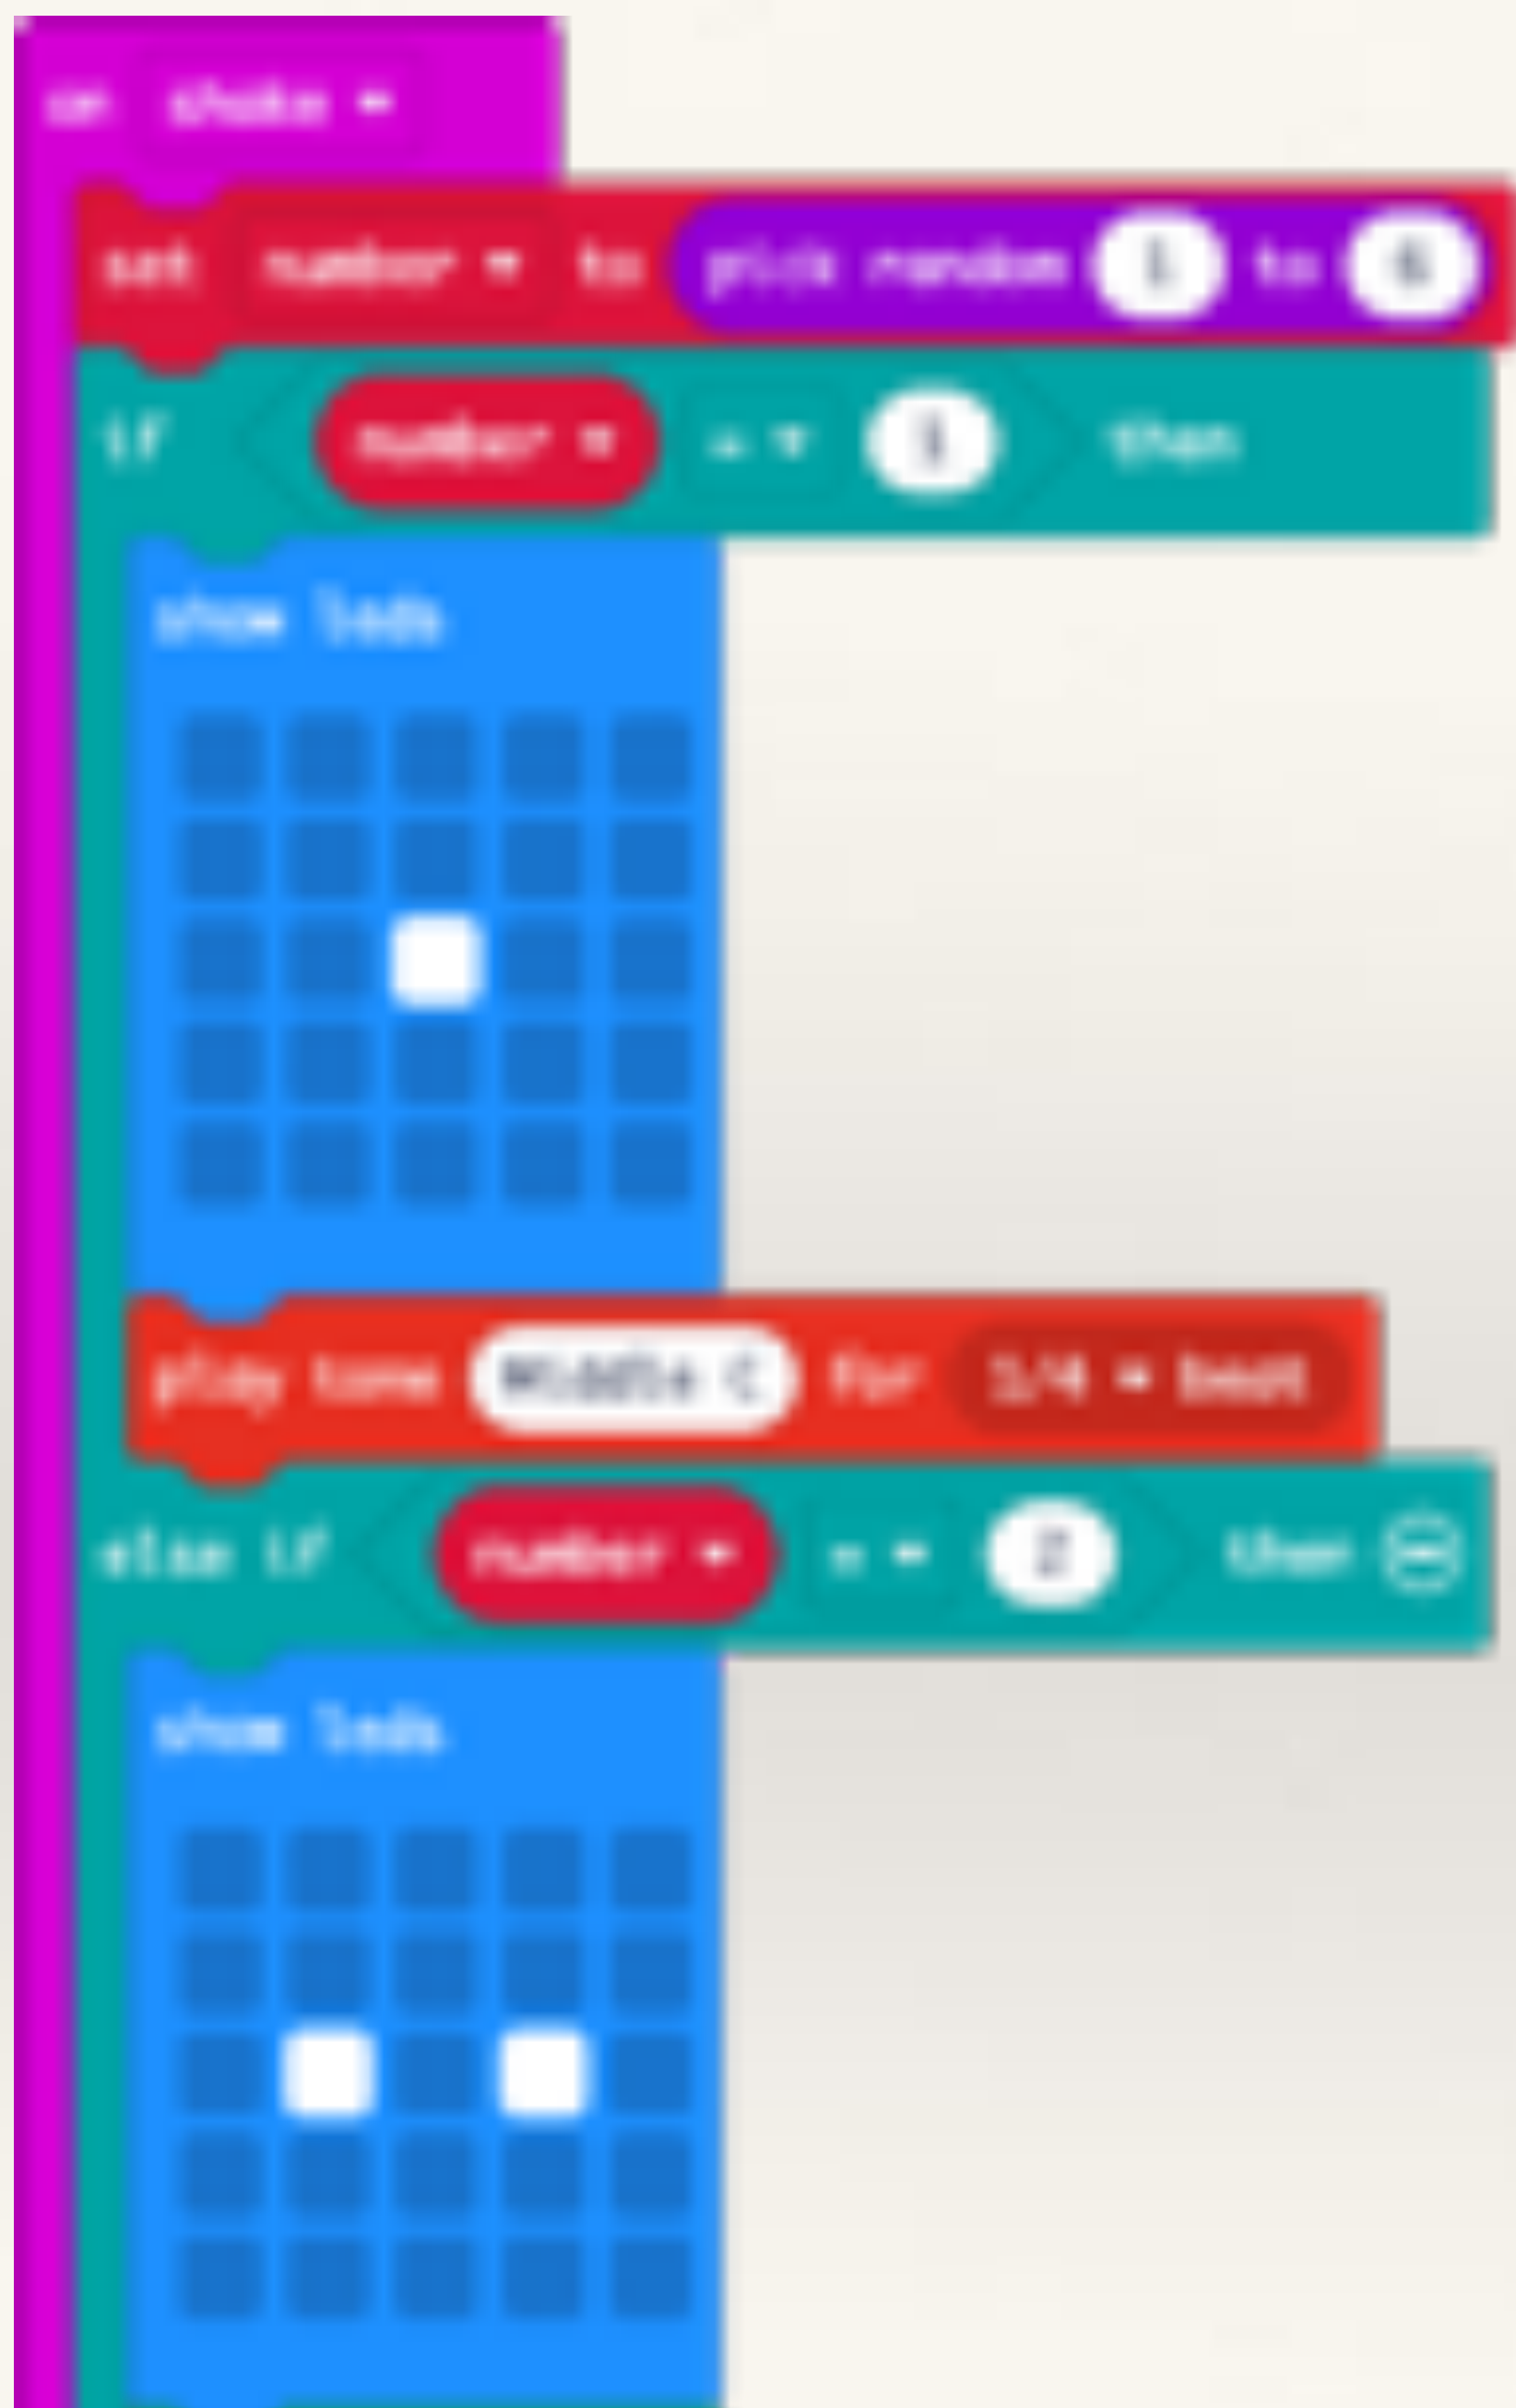 on shake
set number to pick random 1 to 6
if number = 1 then
show leds
play tone Middle C for 1/4 beat
else if number = 2 then
show leds